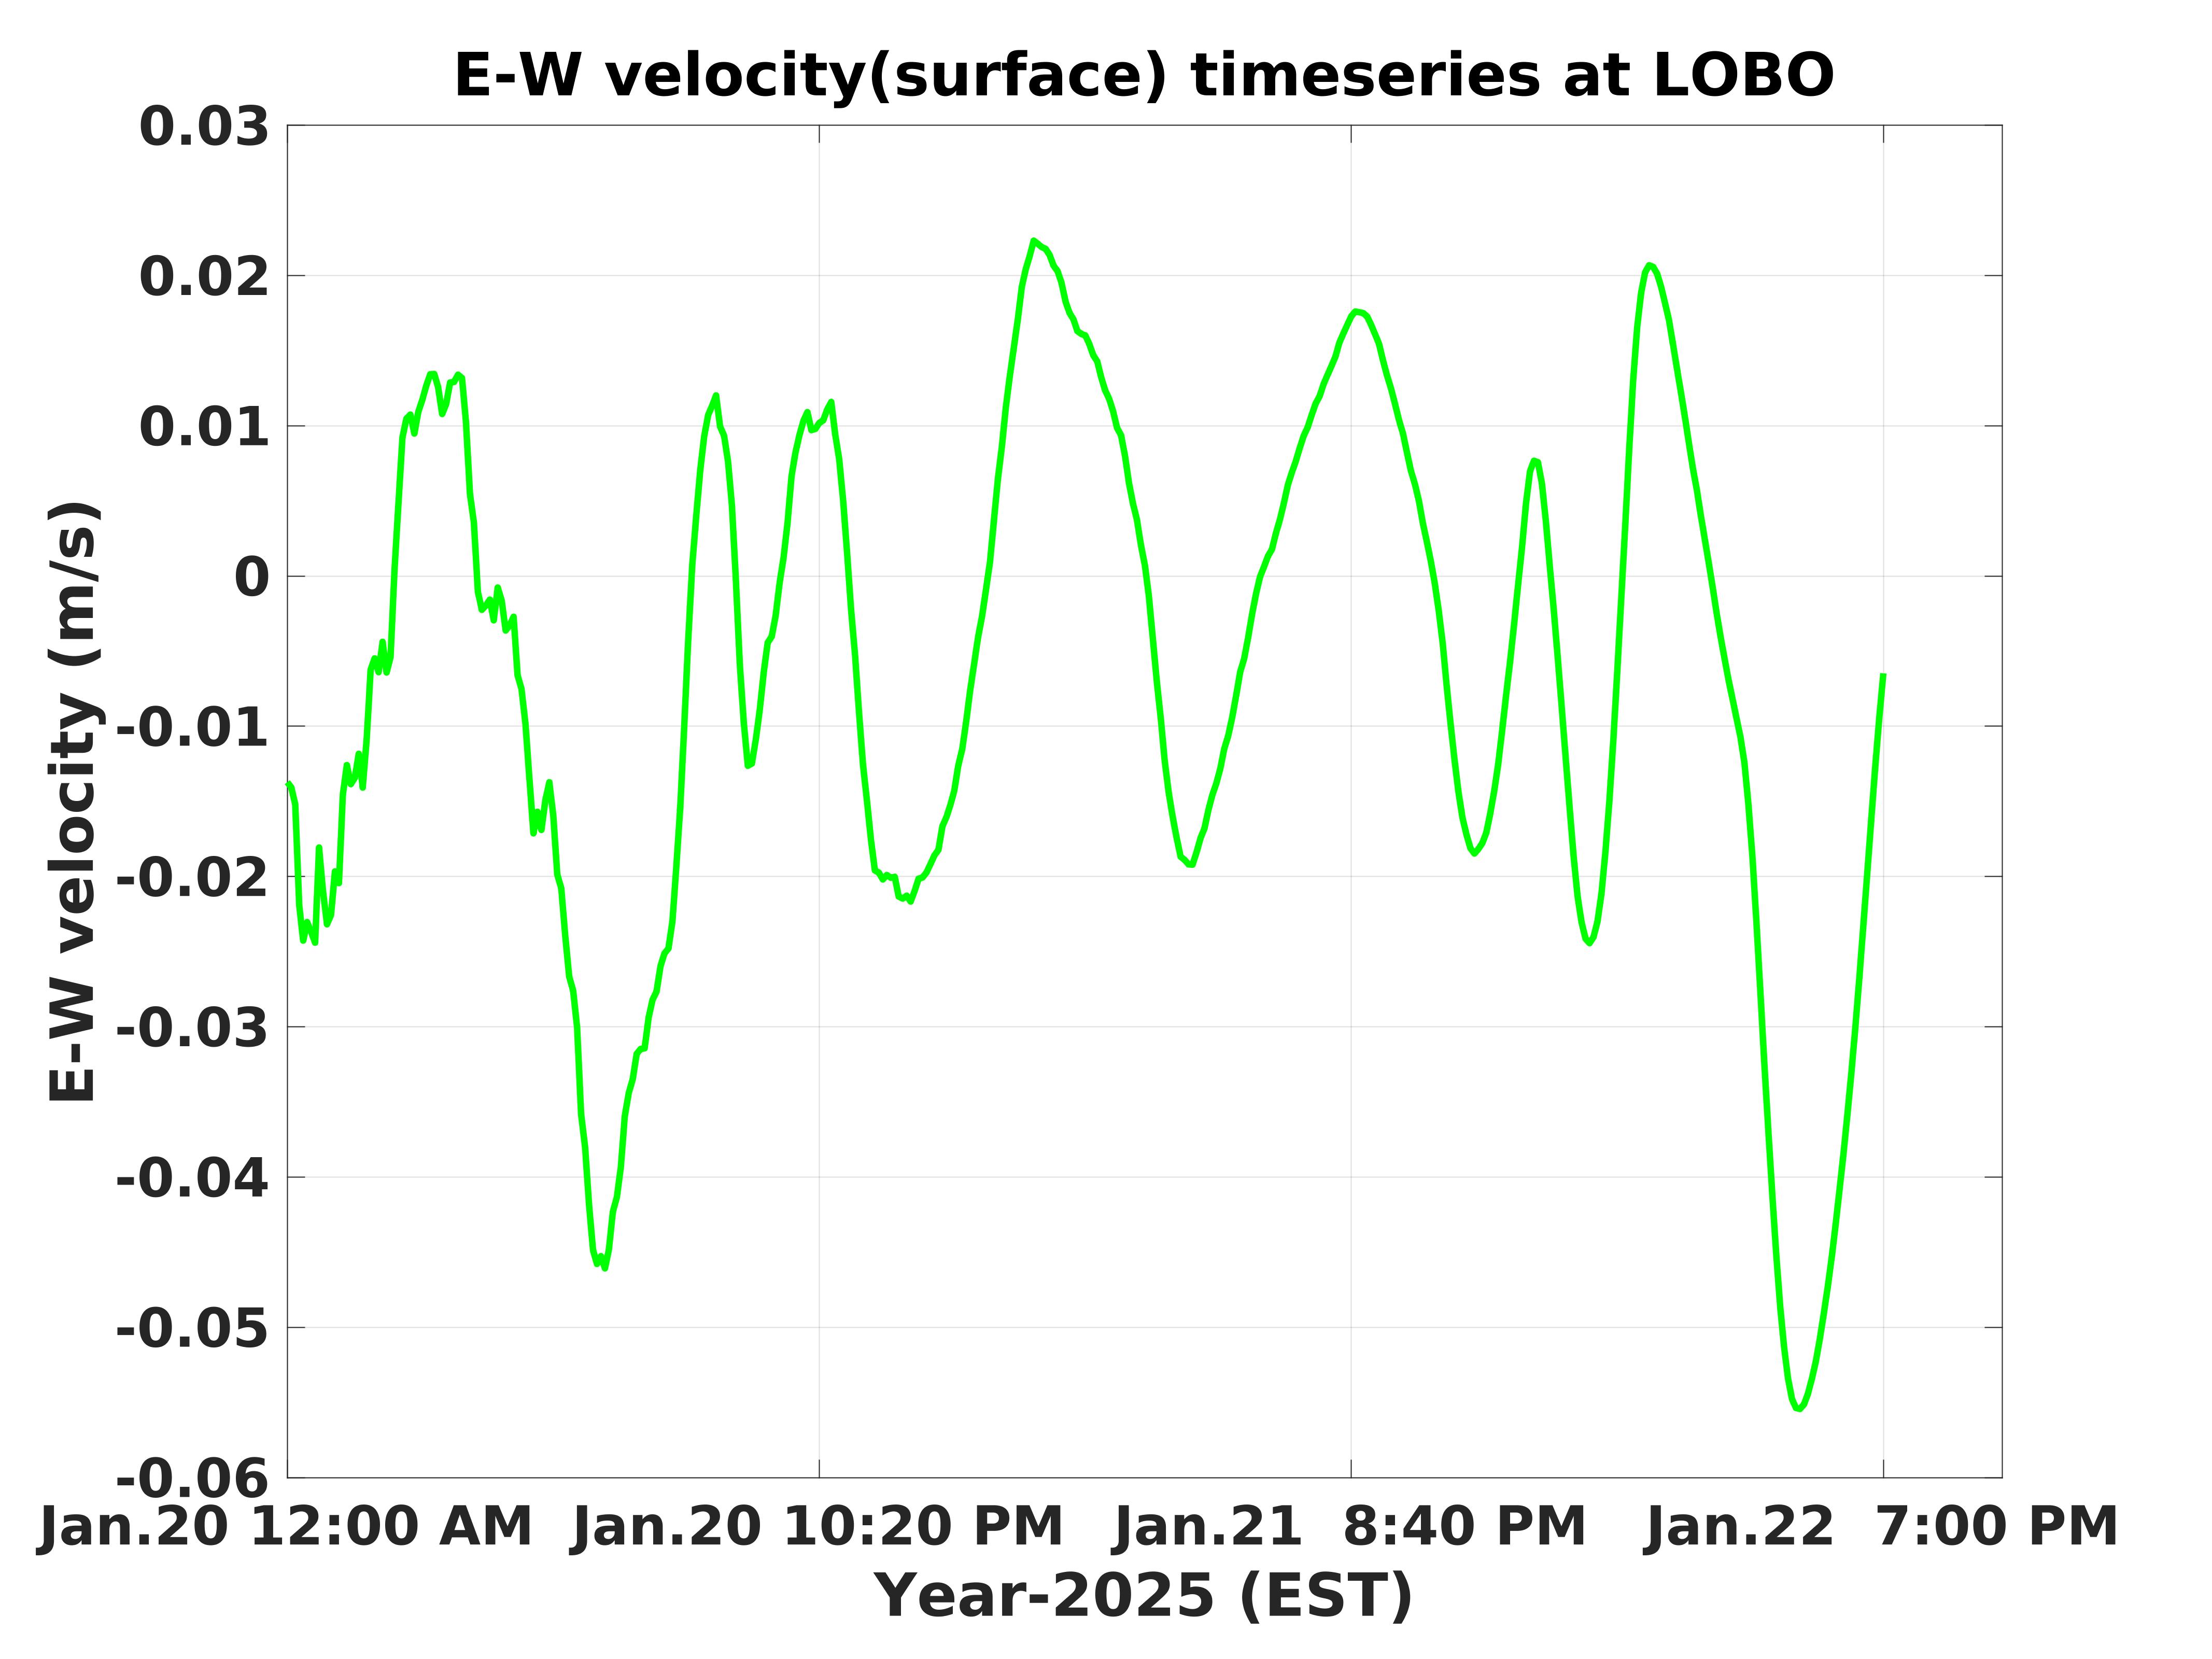 E-W velocity(surface) timeseries at LOBO
0.03
0.02
0.01
0
-0.01
-0.02
-0.03
-0.04
-0.05
-0.06
E-W velocity (m/s)
Jan.20 12:00 AM Jan.20 10:20 PM Jan.21 8:40 PM Jan.22 7:00 PM
Year-2025 (EST)